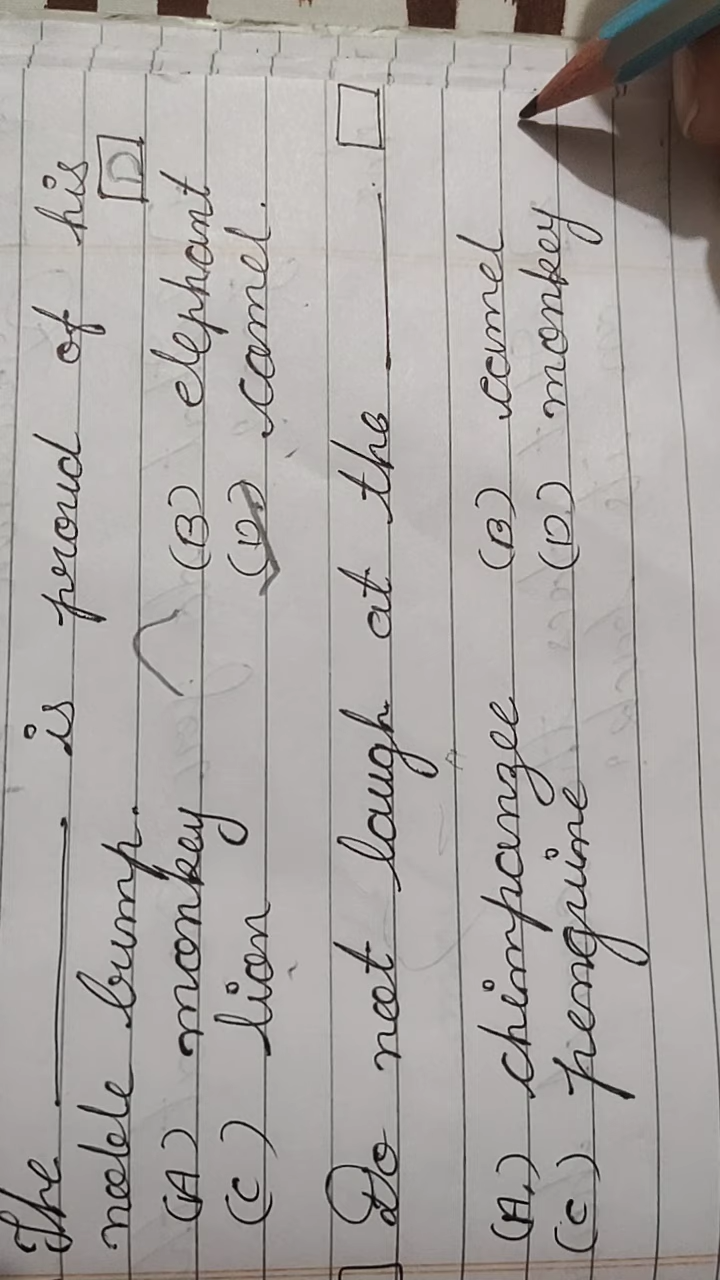 The ______ is proud of his
noble bump. [D]
(A) monkey (B) elephant
(C) lion (D.) camel.
Do not laugh at the ______. [ ]
(A.) chimpanzee (B) camel
(C) penguine (D.) monkey